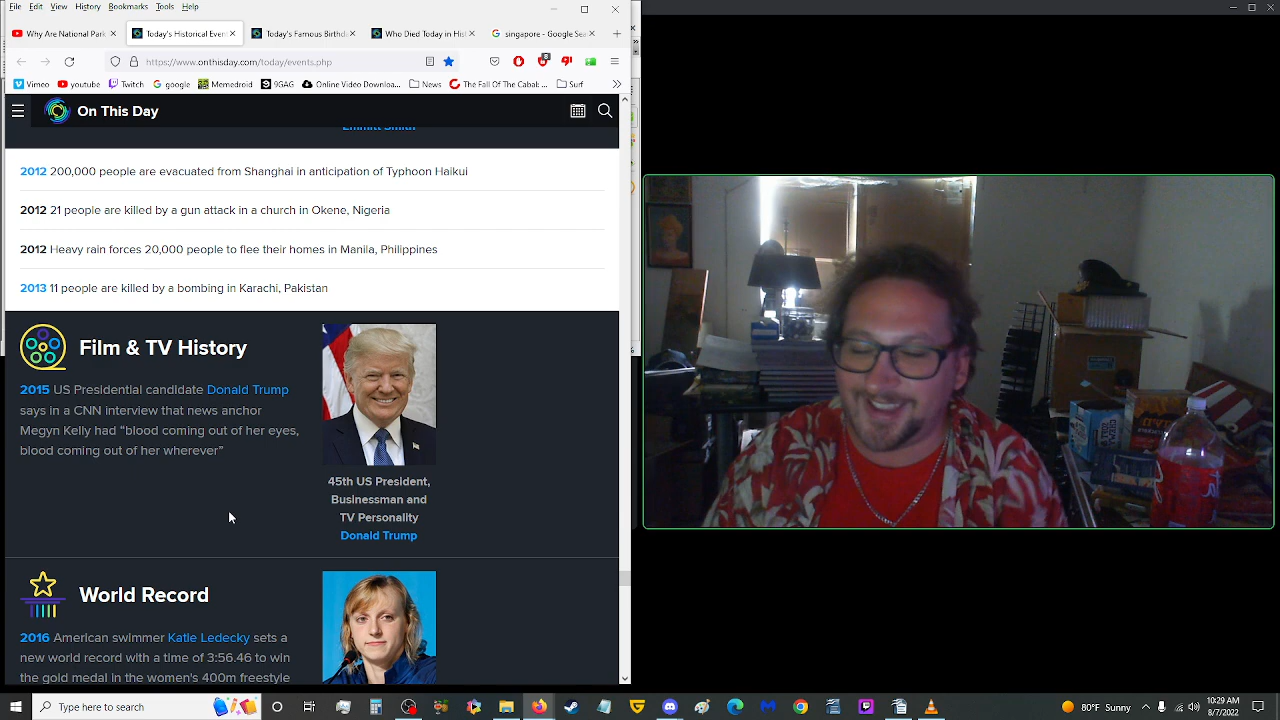 File Edit View History Bookmarks Tools Help
Why Are National Par
Today's Historical Even
Today's Famous Birthda
Who Died Today in His
singapore - Google Sea
https://www.onthisday.com/today/events.php
Vimeo youtube Twitch google Motherdroid 9GAG Online Video Downloa... News The Fall Of The Cabal ... Surf
On This Day
Emmitt Smith
2012 200,000 people are evacuated from Shanghai in anticipation of Typhoon Haikui
2012 21 people are killed by a gun attack in a church in Okene, Nigeria
2012 Heavy rain forces 20,000 people to flee their homes in Manila, Philippines
2013 11 people are killed by a bombing in Karachi, Pakistan
Film & TV History
2015 US Presidential candidate Donald Trump
says in a CNN interview that news anchor
Megyn Kelly had "blood coming out of her eyes,
blood coming out of her wherever"
45th US President,
Businessman and
TV Personality
Donald Trump
World Record
2016 American swimmer Katie Ledecky sets a
new world record with a time of 3:56.46 to win
the gold medal in the women's 400m freestyle
Type here to search
80°F Sunny
10:29 AM
8/7/2022